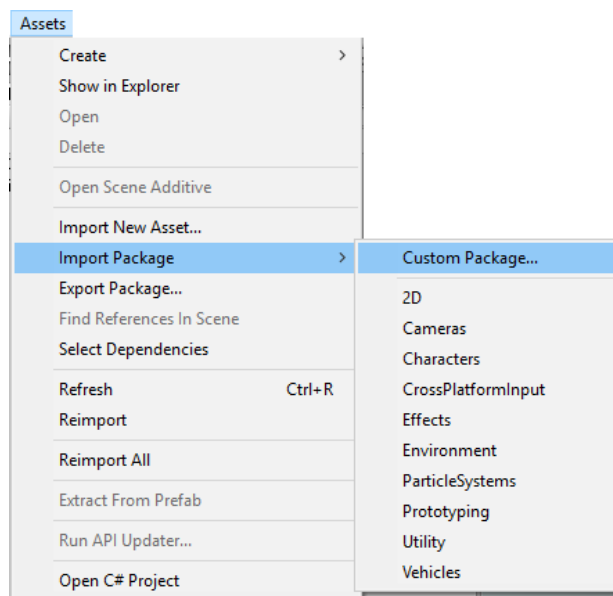 Assets
Create
Show in Explorer
Open
Delete
Open Scene Additive
Import New Asset...
Import Package
Export Package...
Find References In Scene
Select Dependencies
Refresh Ctrl+R
Reimport
Reimport All
Extract From Prefab
Run API Updater...
Open C# Project
Custom Package...
2D
Cameras
Characters
CrossPlatformInput
Effects
Environment
ParticleSystems
Prototyping
Utility
Vehicles